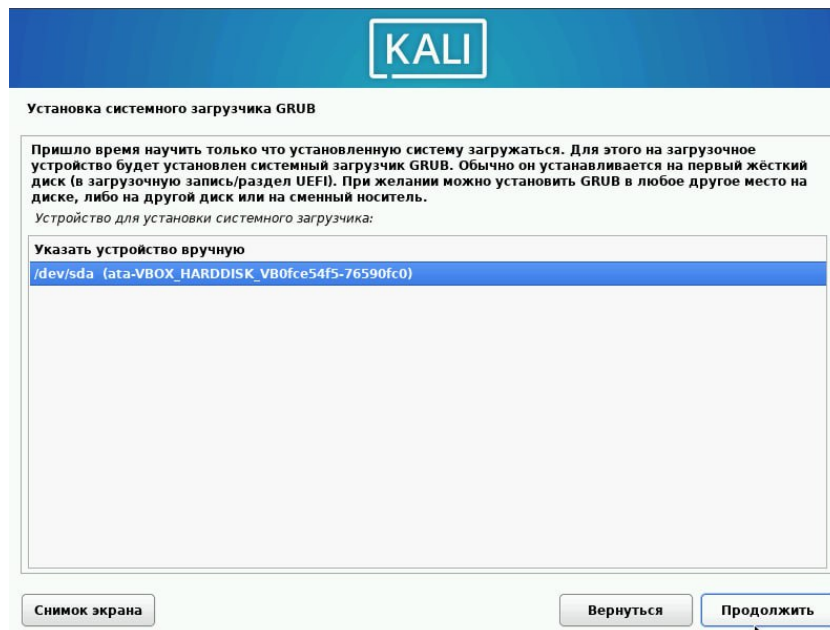 KALI
Установка системного загрузчика GRUB
Пришло время научить только что установленную систему загружаться. Для этого на загрузочное
устройство будет установлен системный загрузчик GRUB. Обычно он устанавливается на первый жёсткий
диск (в загрузочную запись/раздел UEFI). При желании можно установить GRUB в любое другое место на
диске, либо на другой диск или на сменный носитель.
Устройство для установки системного загрузчика:
Указать устройство вручную
/dev/sda (ata-VBOX_HARDDISK_VB0fce54f5-76590fc0)
Снимок экрана
Вернуться
Продолжить